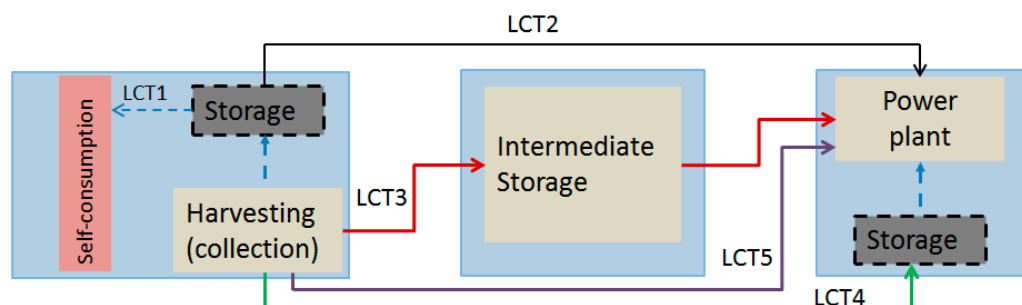 LCT2
LCT1
Storage
Self-consumption
Harvesting
(collection)
LCT3
Intermediate
Storage
Power
plant
LCT5
Storage
LCT4